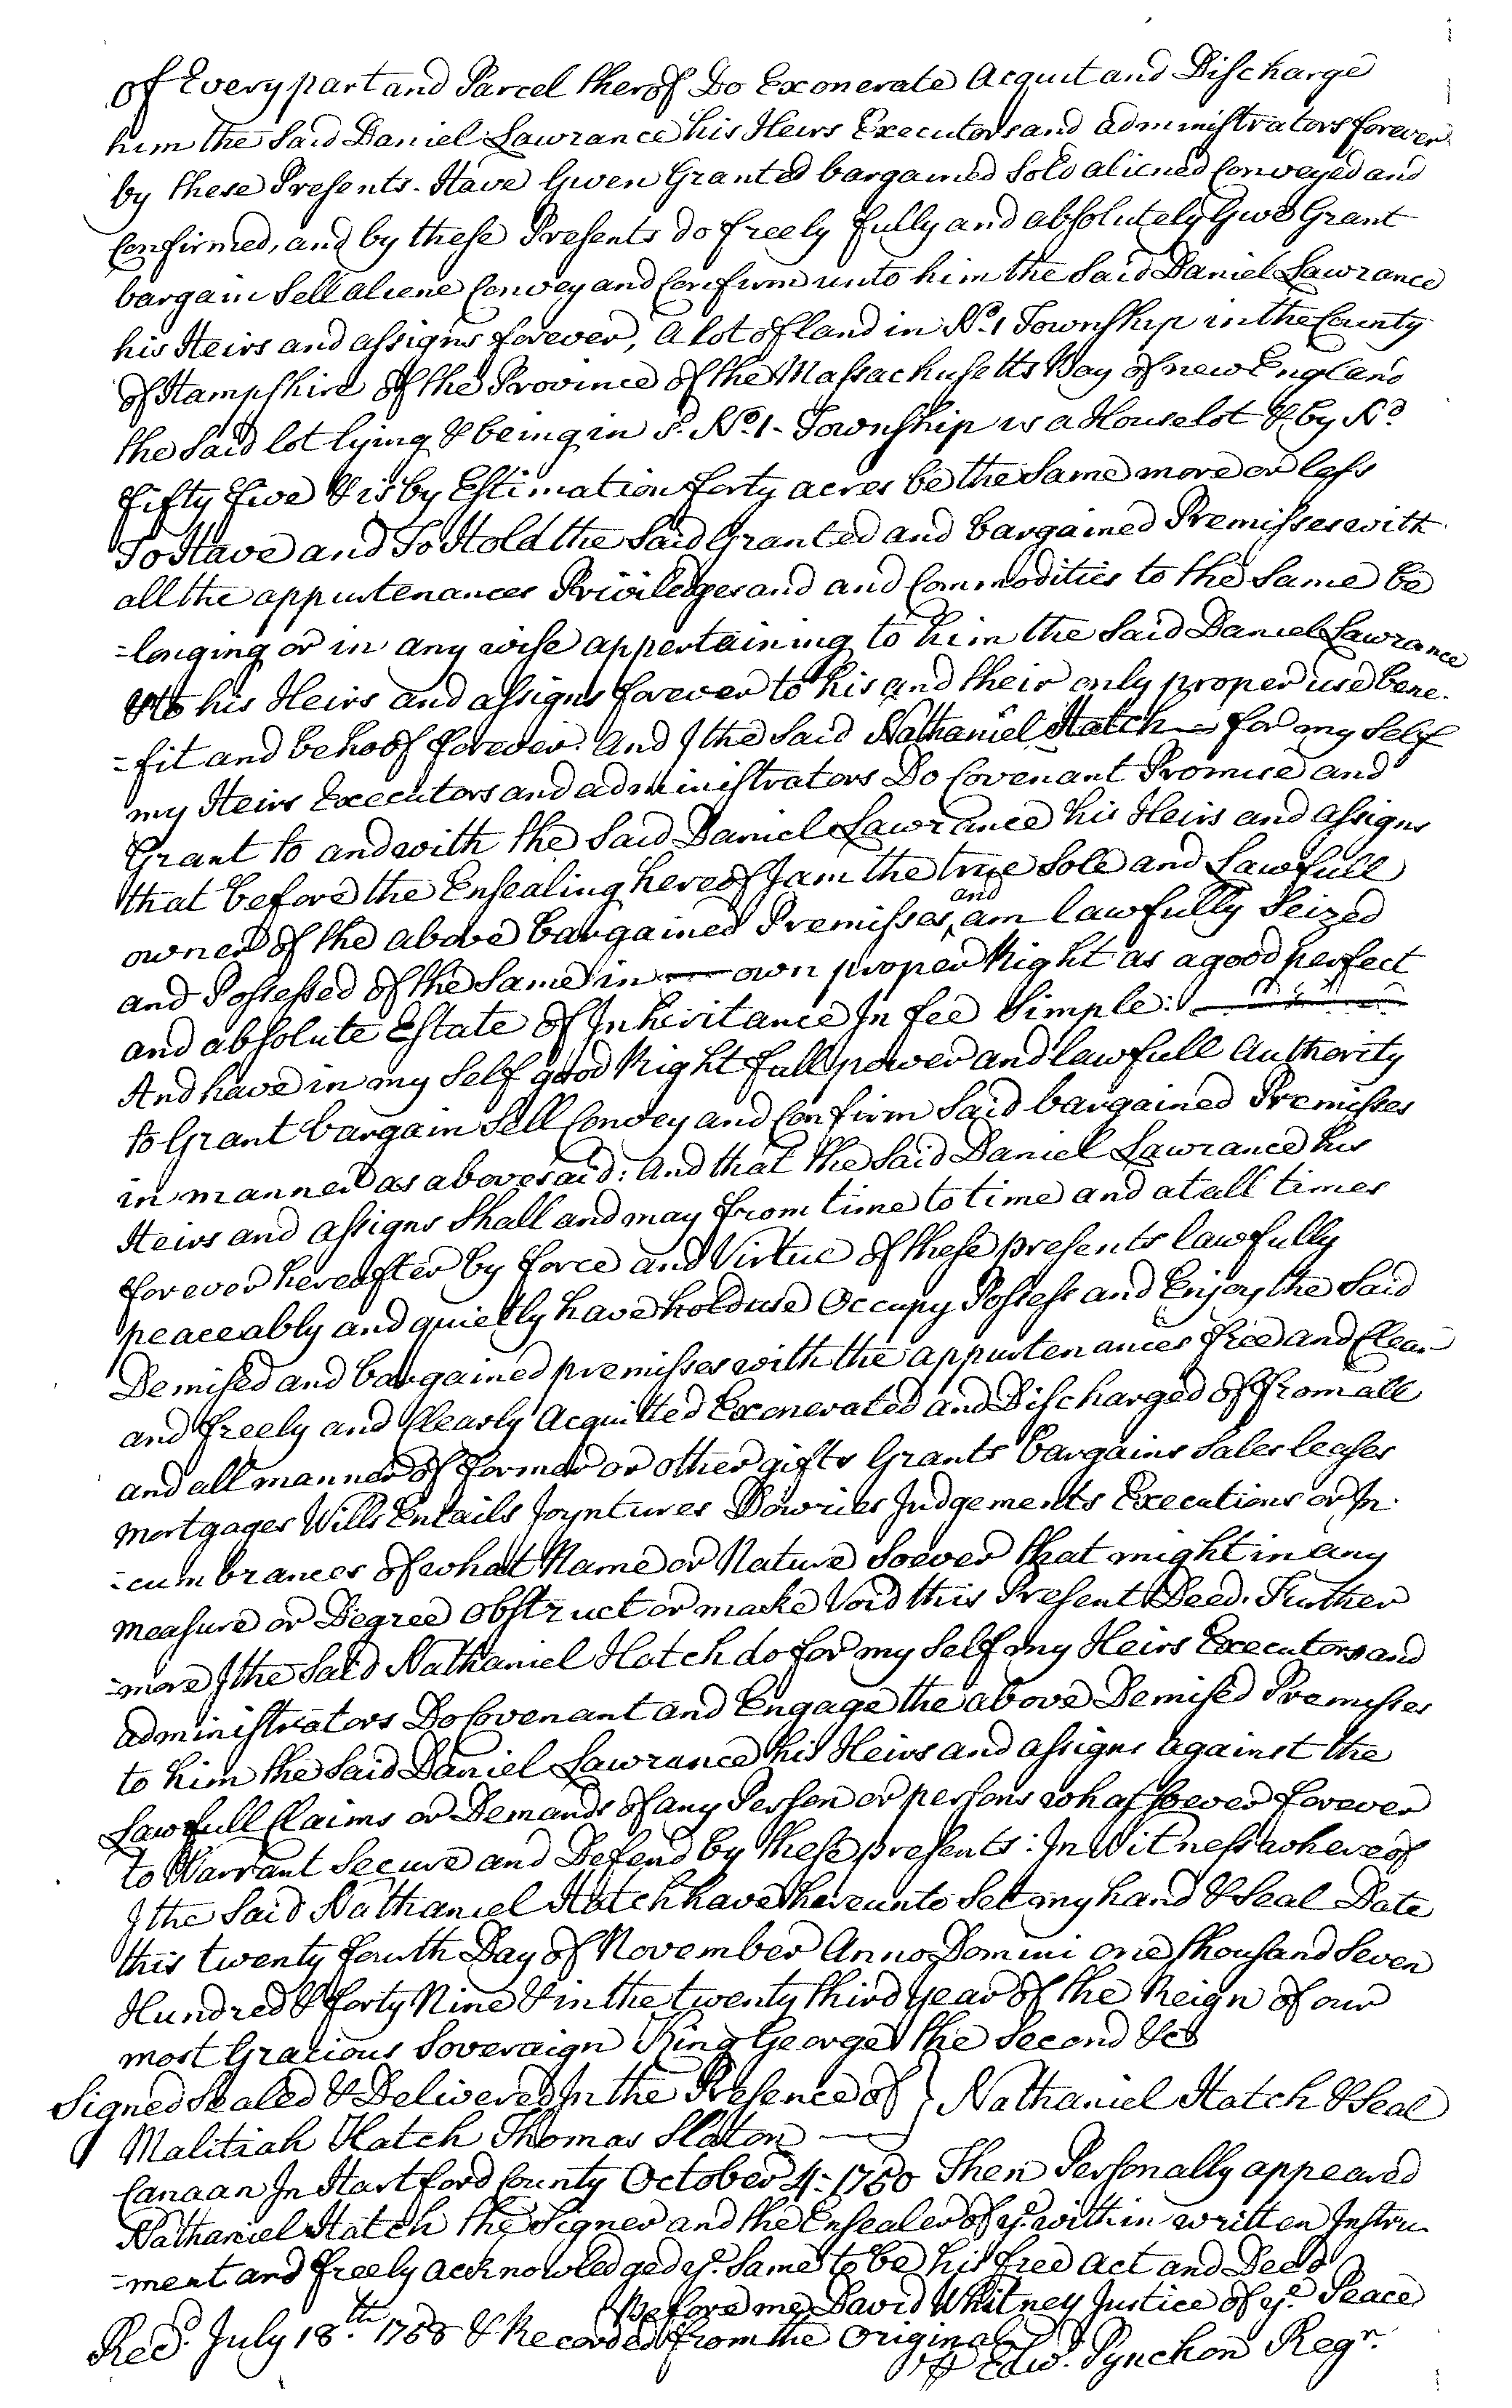 of Every part and Parcel therof Do Exonerate Acquit and Discharge
him the Said Daniel Lawrance his Heirs Executors and administrators forever
by these Presents. Have Given Granted bargained Sold aliened Conveyed and
Confirmed, and by these Presents do freely fully and absolutely Give Grant
bargain Sell aliene Convey and Confirm unto him the Said Daniel Lawrance
his Heirs and assigns forever, a lot of land in No. 1 Township in the County
of Hampshire of the Province of the Massachusetts Bay of new England
the Said lot lying & being in sd. No. 1 - Township is a House lot & by No
fifty five & is by Estimation forty acres be the Same more or less
To Have and To Hold the Said Granted and bargained Premisses with
all the appurtenances Priviledges and and Commodities to the Same be
=longing or in any wise appertaining to him the Said Daniel Lawrance
& to his Heirs and assigns forever to his and their only proper use bene-
=fit and behoof forever. And I the Said Nathaniel Hatch — for my Self
my Heirs Executors and administrators Do Covenant Promise and
Grant to and with the Said Daniel Lawrance his Heirs and assigns
that before the Ensealing hereof I am the true Sole and Lawfull
owner of the above bargained Premisses and am lawfully Seized
and Possessed of the Same in — own proper Right as a good perfect
and absolute Estate of Inheritance In fee Simple:
And have in my Self good Right full power and lawfull Authority
to Grant bargain Sell Convey and Confirm Said bargained Premisses
in manner as abovesaid: And that the Said Daniel Lawrance his
Heirs and assigns Shall and may from time to time and at all times
forever hereafter by force and Virtue of these presents lawfully
peaceably and quietly have hold use Occupy Possess and Enjoy the Said
Demised and bargained premisses with the appurtenances free and Clear
and freely and Clearly Acquitted Exonerated and Discharged of from all
and all manner of former or other gifts Grants bargains Sales leases
mortgages Wills Entails Joyntures Dowries Judgements Executions or In-
=cumbrances of what Name or Nature Soever that might in any
measure or Degree obstruct or make Void this Present Deed. Further
=more I the Said Nathaniel Hatch do for my Self my Heirs Executors and
administrators Do Covenant and Engage the above Demised Premisses
to him the Said Daniel Lawrance his Heirs and assigns against the
Lawfull Claims or Demands of any Person or persons whatsoever forever
to Warrant Secure and Defend by these presents: In Witness whereof
I the Said Nathaniel Hatch have hereunto Set my hand & Seal Date
this twenty fourth Day of November Anno Domini one thousand Seven
Hundred & forty Nine & in the twenty third year of the Reign of our
most Gracious Soveraign King George the Second &c
Signed Sealed & Delivered In the Presence of } Nathaniel Hatch & Seal
Malitiah Hatch Thomas Slaton
Canaan In Hartford County October 4: 1750 Then Personally appeared
Nathaniel Hatch the Signer and the Ensealer of ye. within written Instru-
=ment and freely acknowledged ye. Same to be his free act and Deed
Before me David Whitney Justice of ye. Peace
Recd. July 18th. 1758 & Recorded from the Original
⅌ Edwd. Pynchon Regr.